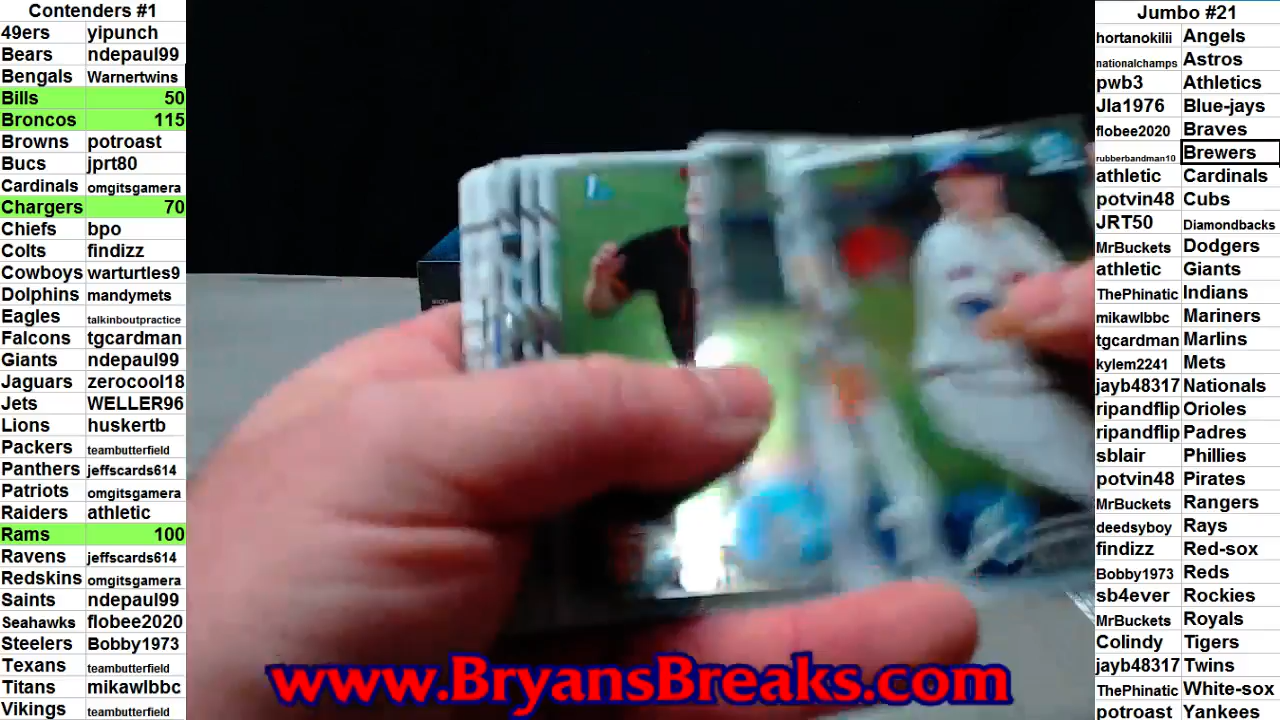 Contenders #1
49ers yipunch
Bears ndepaul99
Bengals Warnertwins
Bills 50
Broncos 115
Browns potroast
Bucs jprt80
Cardinals omgitsgamera
Chargers 70
Chiefs bpo
Colts findizz
Cowboys warturtles9
Dolphins mandymets
Eagles talkinboutpractice
Falcons tgcardman
Giants ndepaul99
Jaguars zerocool18
Jets WELLER96
Lions huskertb
Packers teambutterfield
Panthers jeffscards614
Patriots omgitsgamera
Raiders athletic
Rams 100
Ravens jeffscards614
Redskins omgitsgamera
Saints ndepaul99
Seahawks flobee2020
Steelers Bobby1973
Texans teambutterfield
Titans mikawlbbc
Vikings teambutterfield
www.BryansBreaks.com
Jumbo #21
hortanokilii Angels
nationalchamps Astros
pwb3 Athletics
Jla1976 Blue-jays
flobee2020 Braves
rubberbandman10 Brewers
athletic Cardinals
potvin48 Cubs
JRT50 Diamondbacks
MrBuckets Dodgers
athletic Giants
ThePhinatic Indians
mikawlbbc Mariners
tgcardman Marlins
kylem2241 Mets
jayb48317 Nationals
ripandflip Orioles
ripandflip Padres
sblair Phillies
potvin48 Pirates
MrBuckets Rangers
deedsyboy Rays
findizz Red-sox
Bobby1973 Reds
sb4ever Rockies
MrBuckets Royals
Colindy Tigers
jayb48317 Twins
ThePhinatic White-sox
potroast Yankees